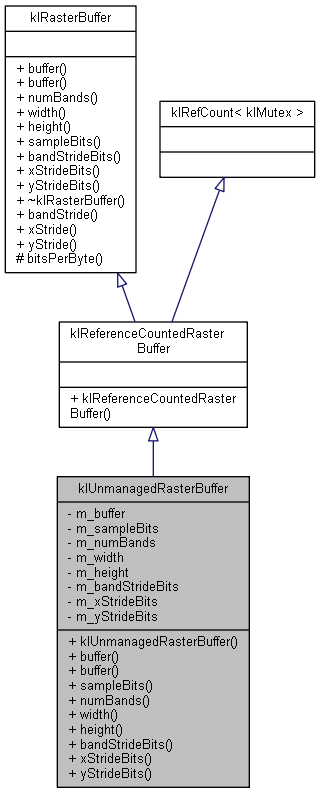 klRasterBuffer
+ buffer()
+ buffer()
+ numBands()
+ width()
+ height()
+ sampleBits()
+ bandStrideBits()
+ xStrideBits()
+ yStrideBits()
+ ~klRasterBuffer()
+ bandStride()
+ xStride()
+ yStride()
# bitsPerByte()
klRefCount< klMutex >
klReferenceCountedRaster
Buffer
+ klReferenceCountedRaster
Buffer()
klUnmanagedRasterBuffer
- m_buffer
- m_sampleBits
- m_numBands
- m_width
- m_height
- m_bandStrideBits
- m_xStrideBits
- m_yStrideBits
+ klUnmanagedRasterBuffer()
+ buffer()
+ buffer()
+ sampleBits()
+ numBands()
+ width()
+ height()
+ bandStrideBits()
+ xStrideBits()
+ yStrideBits()